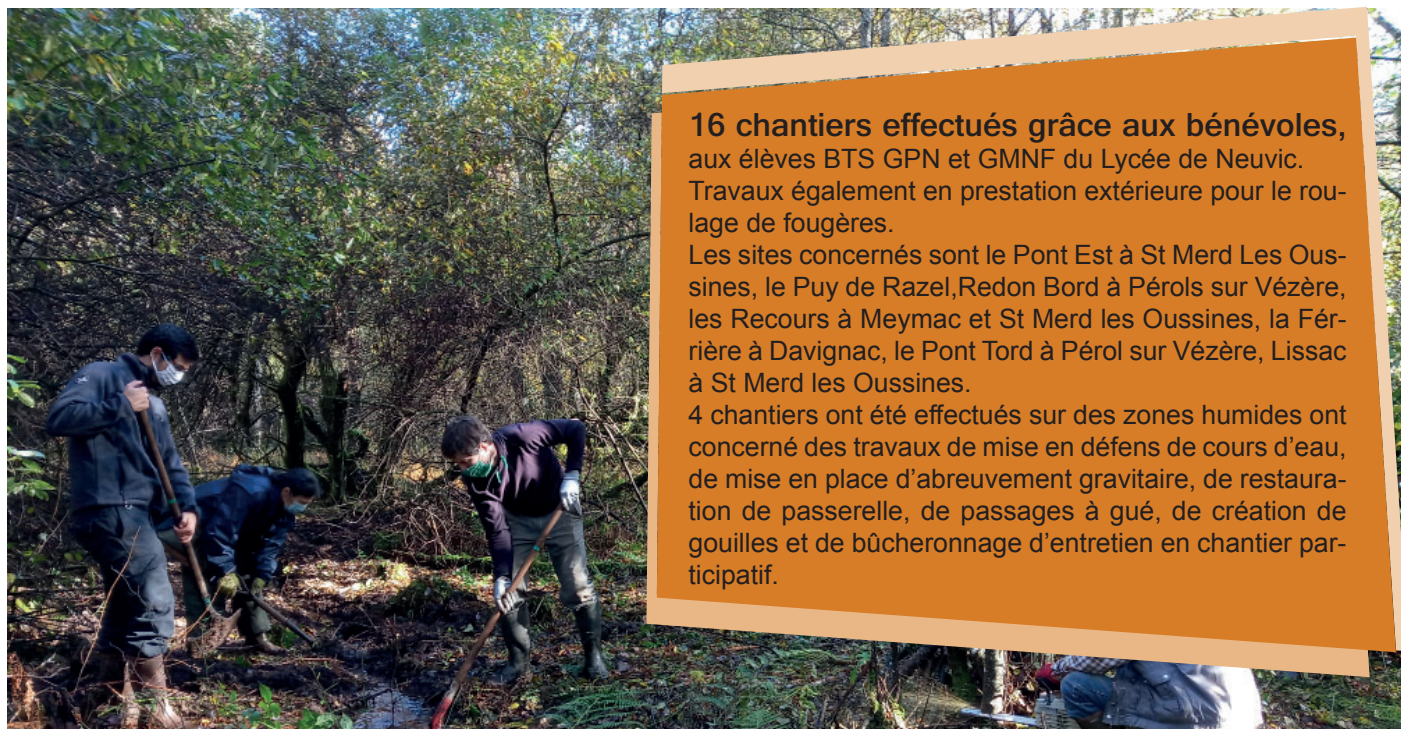 16 chantiers effectués grâce aux bénévoles,
aux élèves BTS GPN et GMNF du Lycée de Neuvic.
Travaux également en prestation extérieure pour le rou-
lage de fougères.
Les sites concernés sont le Pont Est à St Merd Les Ous-
sines, le Puy de Razel,Redon Bord à Pérols sur Vézère,
les Recours à Meymac et St Merd les Oussines, la Fér-
rière à Davignac, le Pont Tord à Pérol sur Vézère, Lissac
à St Merd les Oussines.
4 chantiers ont été effectués sur des zones humides ont
concerné des travaux de mise en défens de cours d'eau,
de mise en place d'abreuvement gravitaire, de restaura-
tion de passerelle, de passages à gué, de création de
gouilles et de bûcheronnage d'entretien en chantier par-
ticipatif.